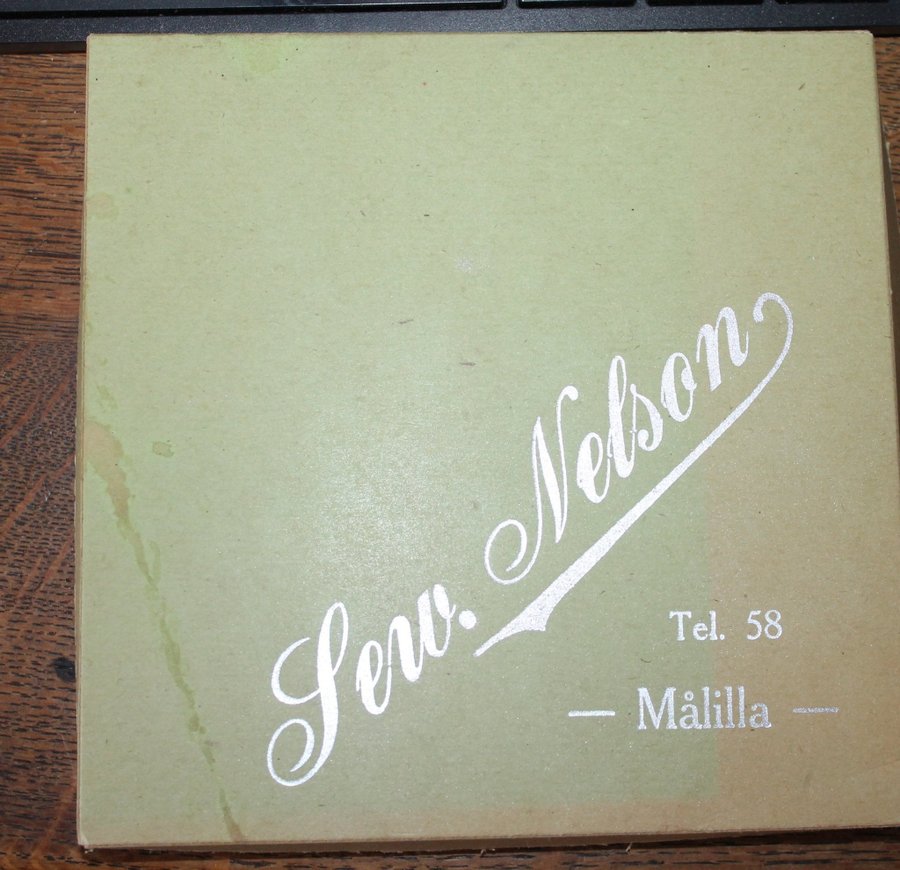 Sew. Nelson
Tel. 58
— Målilla —